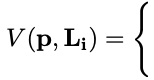 V(p, Lᵢ) = {